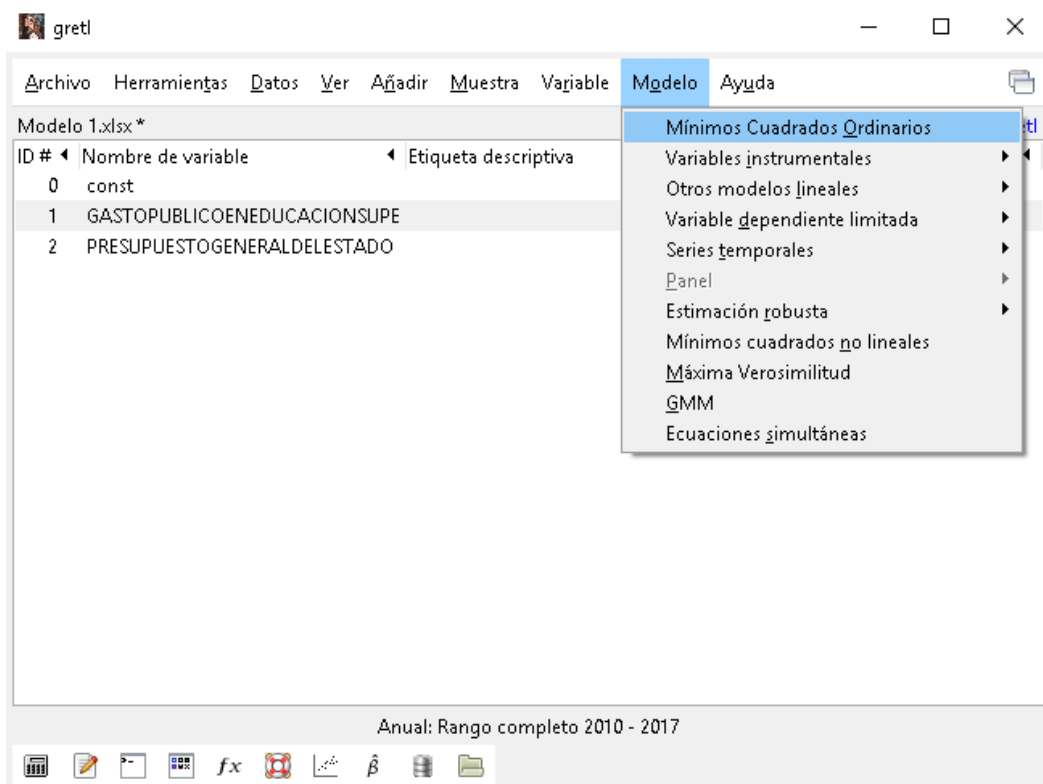 gretl
Archivo Herramientas Datos Ver Añadir Muestra Variable Modelo Ayuda
Modelo 1.xlsx *
ID # Nombre de variable Etiqueta descriptiva
0 const
1 GASTOPUBLICOENEDUCACIONSUPE
2 PRESUPUESTOGENERALDELESTADO
Mínimos Cuadrados Ordinarios
Variables instrumentales
Otros modelos lineales
Variable dependiente limitada
Series temporales
Panel
Estimación robusta
Mínimos cuadrados no lineales
Máxima Verosimilitud
GMM
Ecuaciones simultáneas
Anual: Rango completo 2010 - 2017
fx β̂